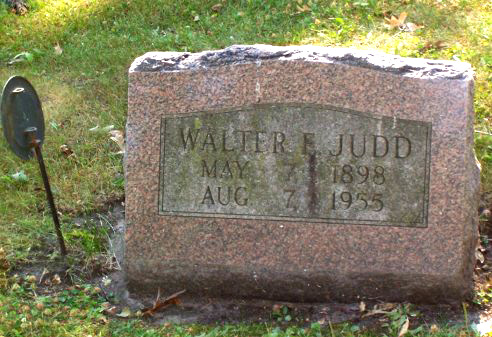 WALTER E. JUDD
MAY 7, 1898
AUG 7, 1955